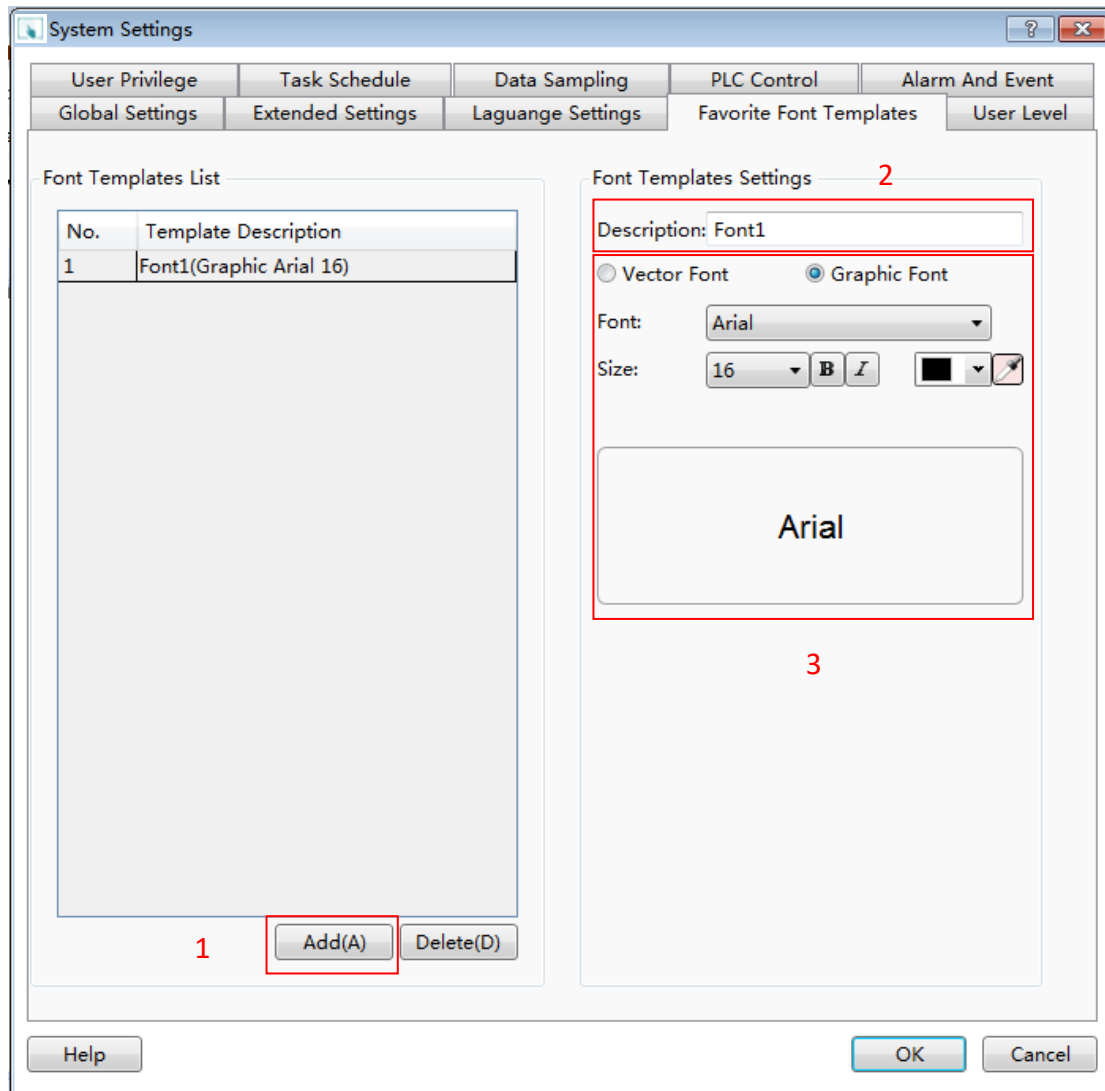 System Settings
User Privilege Task Schedule Data Sampling PLC Control Alarm And Event
Global Settings Extended Settings Laguange Settings Favorite Font Templates User Level
Font Templates List
No. Template Description
1 Font1(Graphic Arial 16)
1 Add(A) Delete(D)
Font Templates Settings 2
Description: Font1
Vector Font Graphic Font
Font: Arial
Size: 16 B I
Arial
3
Help OK Cancel